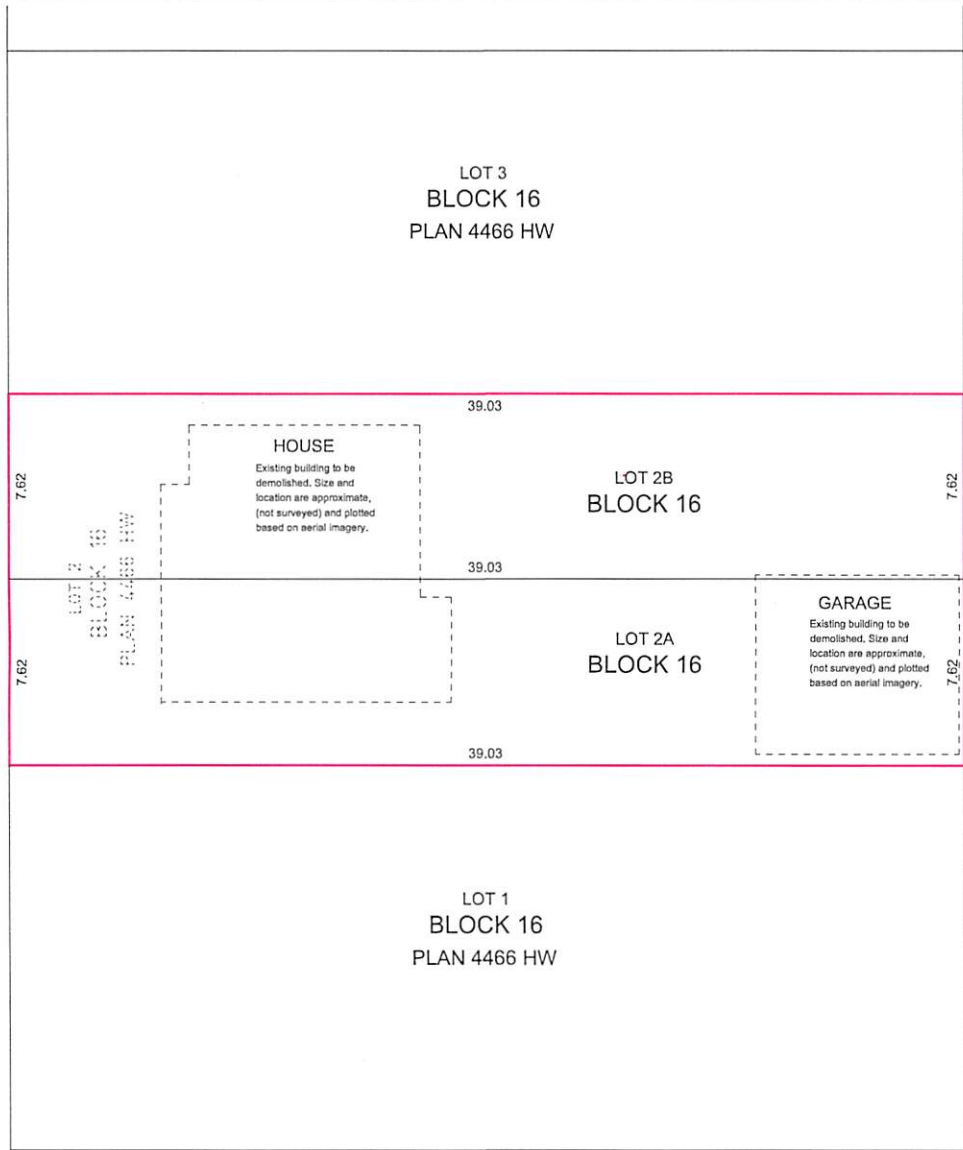 LOT 3
BLOCK 16
PLAN 4466 HW
39.03
HOUSE
Existing building to be
demolished. Size and
location are approximate,
(not surveyed) and plotted
based on aerial imagery.
7.62
LOT 2B
BLOCK 16
7.62
LOT 2
BLOCK 16
PLAN 4466 HW
39.03
GARAGE
Existing building to be
demolished. Size and
location are approximate,
(not surveyed) and plotted
based on aerial imagery.
7.62
LOT 2A
BLOCK 16
7.62
39.03
LOT 1
BLOCK 16
PLAN 4466 HW